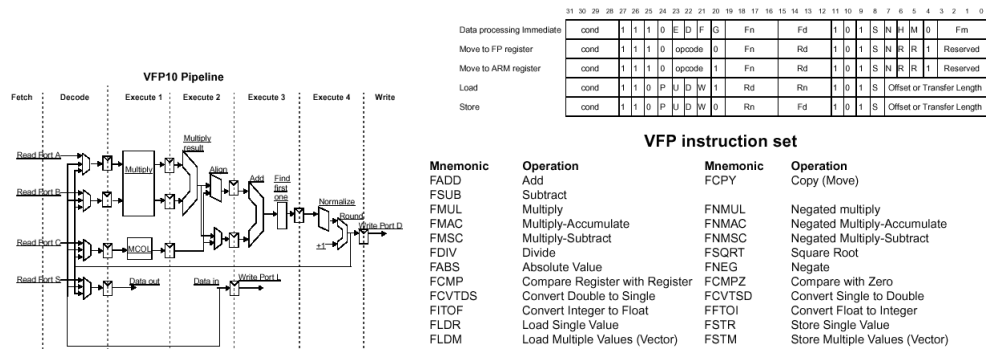 31 30 29 28 27 26 25 24 23 22 21 20 19 18 17 16 15 14 13 12 11 10 9 8 7 6 5 4 3 2 1 0
Data processing Immediate cond 1 1 1 0 E D F G Fn Fd 1 0 1 S N H M 0 Fm
Move to FP register cond 1 1 1 0 opcode 0 Fn Rd 1 0 1 S N R R 1 Reserved
Move to ARM register cond 1 1 1 0 opcode 0 Fn Rd 1 0 1 S N R R 1 Reserved
Load cond 1 1 0 P U D W 1 Rd Rn 1 0 1 S Offset or Transfer Length
Store cond 1 1 0 P U D W 0 Rn Fd 1 0 1 S Offset or Transfer Length
VFP10 Pipeline
Fetch Decode Execute 1 Execute 2 Execute 3 Execute 4 Write
Read Port A
Read Port B
Read Port C
Read Port S
Multiply
MCOL
Multiply
result
Align
Add
Find
first
one
Normalize
Round
+1
Write Port D
Data out
Data in
Write Port L
VFP instruction set
Mnemonic Operation Mnemonic Operation
FADD Add FCPY Copy (Move)
FSUB Subtract
FMUL Multiply FNMUL Negated multiply
FMAC Multiply-Accumulate FNMAC Negated Multiply-Accumulate
FMSC Multiply-Subtract FNMSC Negated Multiply-Subtract
FDIV Divide FSQRT Square Root
FABS Absolute Value FNEG Negate
FCMP Compare Register with Register FCMPZ Compare with Zero
FCVTDS Convert Double to Single FCVTSD Convert Single to Double
FITOF Convert Integer to Float FFTOI Convert Float to Integer
FLDR Load Single Value FSTR Store Single Value
FLDM Load Multiple Values (Vector) FSTM Store Multiple Values (Vector)